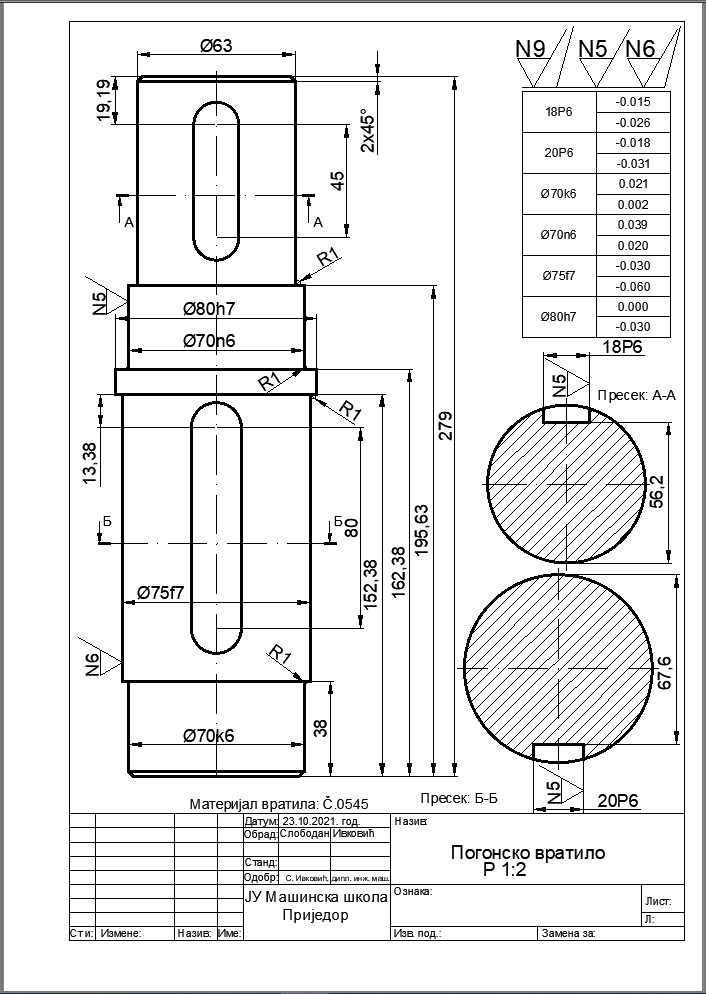 Ø63
N9 / N5 N6
19,19
2x45°
18P6 -0.015
-0.026
20P6 -0.018
-0.031
Ø70k6 0.021
0.002
Ø70n6 0.039
0.020
Ø75f7 -0.030
-0.060
Ø80h7 0.000
-0.030
45
А А
R1
N5
Ø80h7
Ø70n6
R1
R1
18P6
N5
Пресек: А-А
56,2
279
195,63
162,38
152,38
13,38
80
Б Б
Ø75f7
N6
R1
38
Ø70k6
67,6
N5
20P6
Пресек: Б-Б
Материјал вратила: Č.0545
Датум: 23.10.2021. год.
Обрад: Слободан Ивковић
Станд:
Одобр: С. Ивковић, дипл. инж. маш.
Назив:
Погонско вратило
Р 1:2
ЈУ Машинска школа
Приједор
Ознака:
Лист:
Л:
Сти: Измене: Назив: Име:
Изв. под.: Замена за: